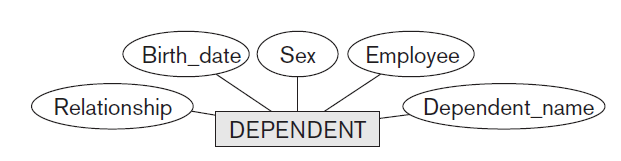 Birth_date Sex Employee
Relationship Dependent_name
DEPENDENT